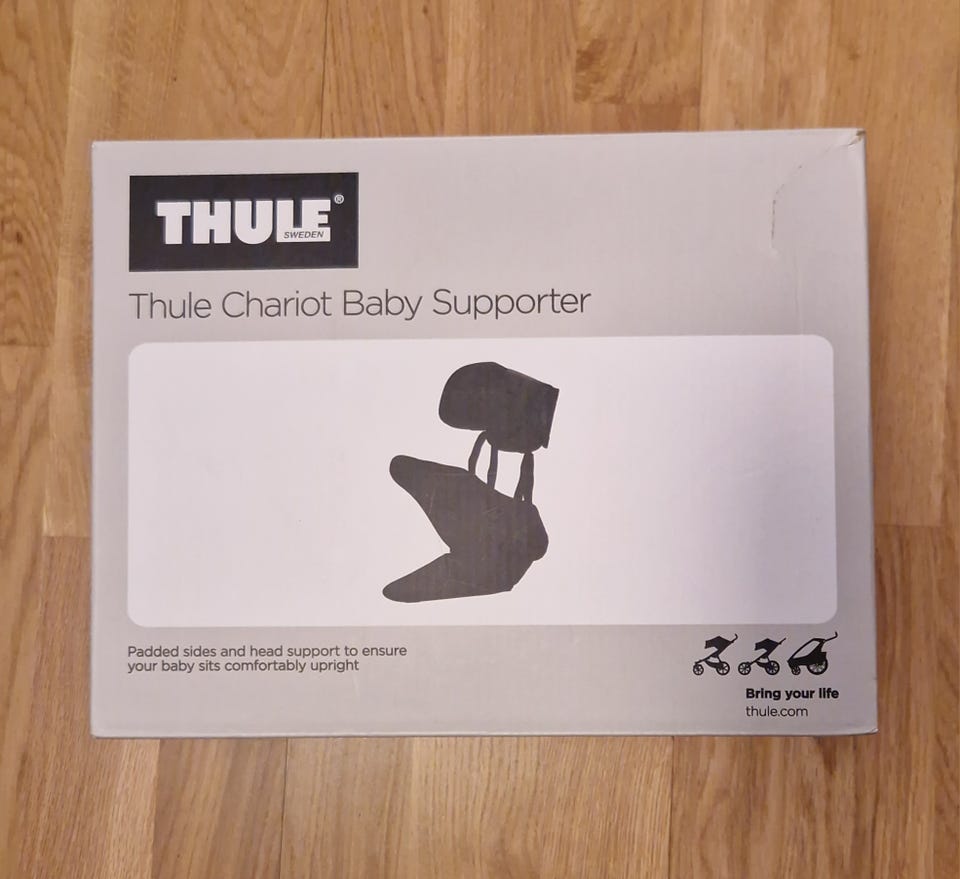 THULE®
SWEDEN
Thule Chariot Baby Supporter
Padded sides and head support to ensure
your baby sits comfortably upright
Bring your life
thule.com